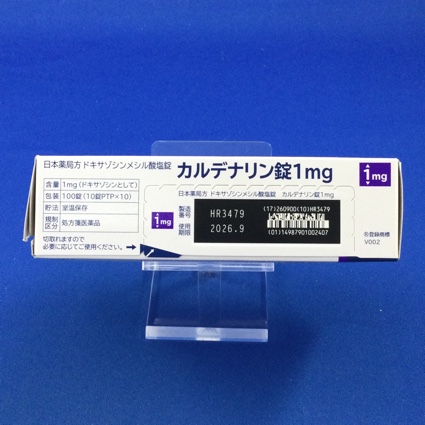 日本薬局方 ドキサゾシンメシル酸塩錠
カルデナリン錠1mg
1mg
含量 1mg(ドキサゾシンとして)
包装 100錠(10錠PTP×10)
貯法 室温保存
規制区分 処方箋医薬品
切取れますので
必要に応じてご使用ください。
日本薬局方 ドキサゾシンメシル酸塩錠 カルデナリン錠1mg
1mg
製造番号 HR3479
使用期限 2026.9
(17)260900(10)HR3479
(01)14987901002407
®登録商標
V002